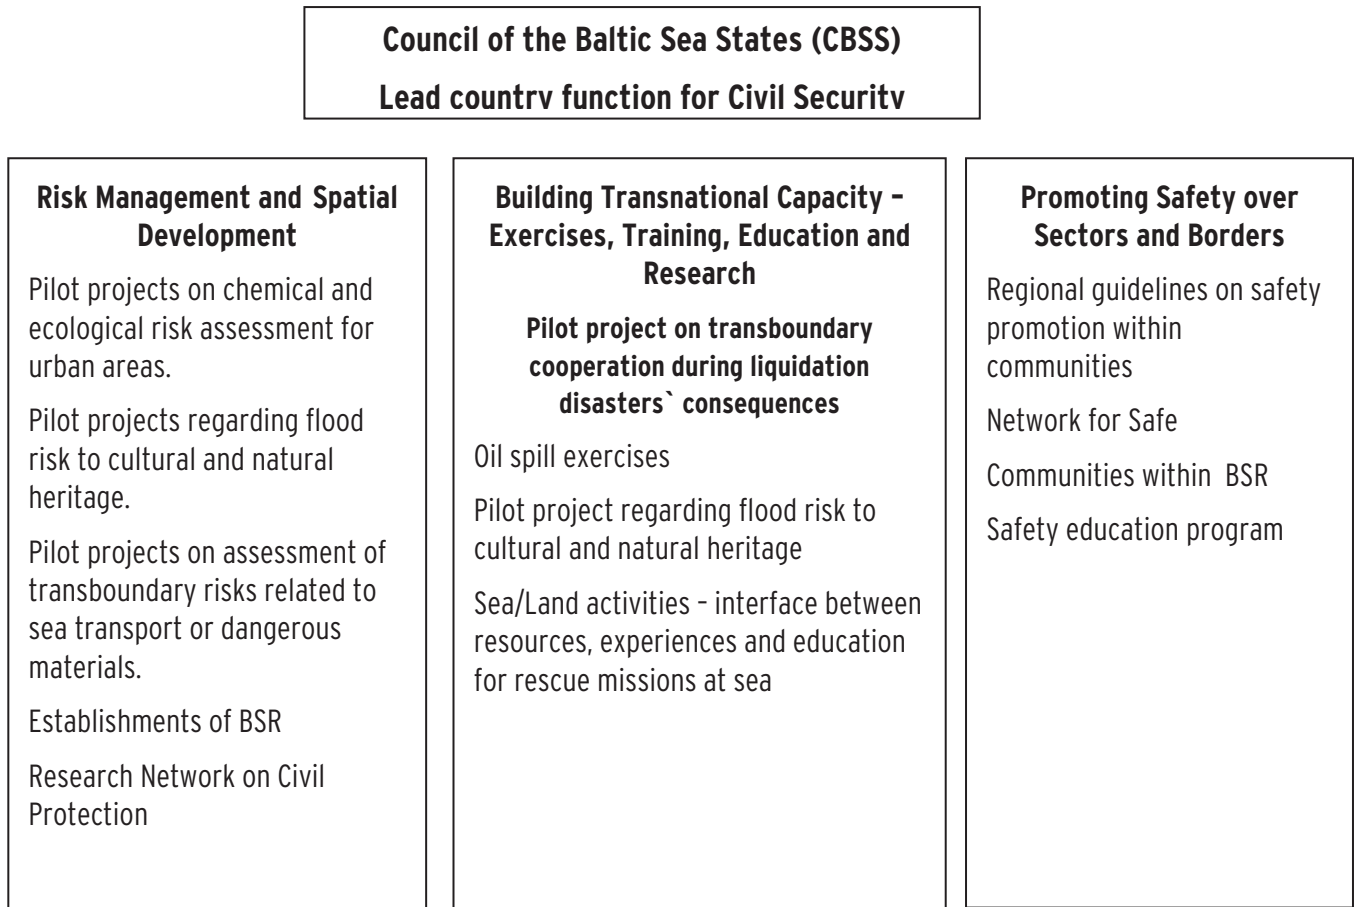 Council of the Baltic Sea States (CBSS)
Lead country function for Civil Security
Risk Management and Spatial
Development
Pilot projects on chemical and
ecological risk assessment for
urban areas.
Pilot projects regarding flood
risk to cultural and natural
heritage.
Pilot projects on assessment of
transboundary risks related to
sea transport or dangerous
materials.
Establishments of BSR
Research Network on Civil
Protection
Building Transnational Capacity –
Exercises, Training, Education and
Research
Pilot project on transboundary
cooperation during liquidation
disasters` consequences
Oil spill exercises
Pilot project regarding flood risk to
cultural and natural heritage
Sea/Land activities – interface between
resources, experiences and education
for rescue missions at sea
Promoting Safety over
Sectors and Borders
Regional guidelines on safety
promotion within
communities
Network for Safe
Communities within BSR
Safety education program